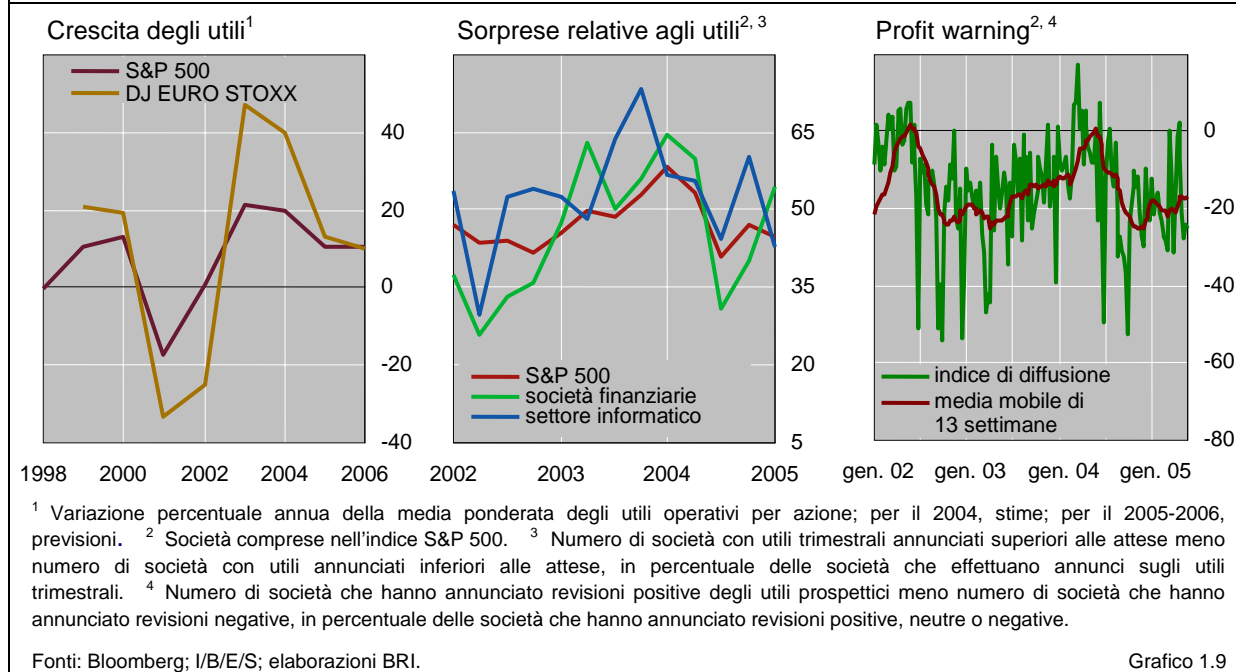 Crescita degli utili¹
S&P 500
DJ EURO STOXX
40
20
0
-20
-40
1998 2000 2002 2004 2006
Sorprese relative agli utili², ³
65
50
35
20
5
S&P 500
società finanziarie
settore informatico
2002 2003 2004 2005
Profit warning², ⁴
0
-20
-40
-60
-80
indice di diffusione
media mobile di
13 settimane
gen. 02 gen. 03 gen. 04 gen. 05
¹ Variazione percentuale annua della media ponderata degli utili operativi per azione; per il 2004, stime; per il 2005-2006,
previsioni. ² Società comprese nell'indice S&P 500. ³ Numero di società con utili trimestrali annunciati superiori alle attese meno
numero di società con utili annunciati inferiori alle attese, in percentuale delle società che effettuano annunci sugli utili
trimestrali. ⁴ Numero di società che hanno annunciato revisioni positive degli utili prospettici meno numero di società che hanno
annunciato revisioni negative, in percentuale delle società che hanno annunciato revisioni positive, neutre o negative.
Fonti: Bloomberg; I/B/E/S; elaborazioni BRI. Grafico 1.9